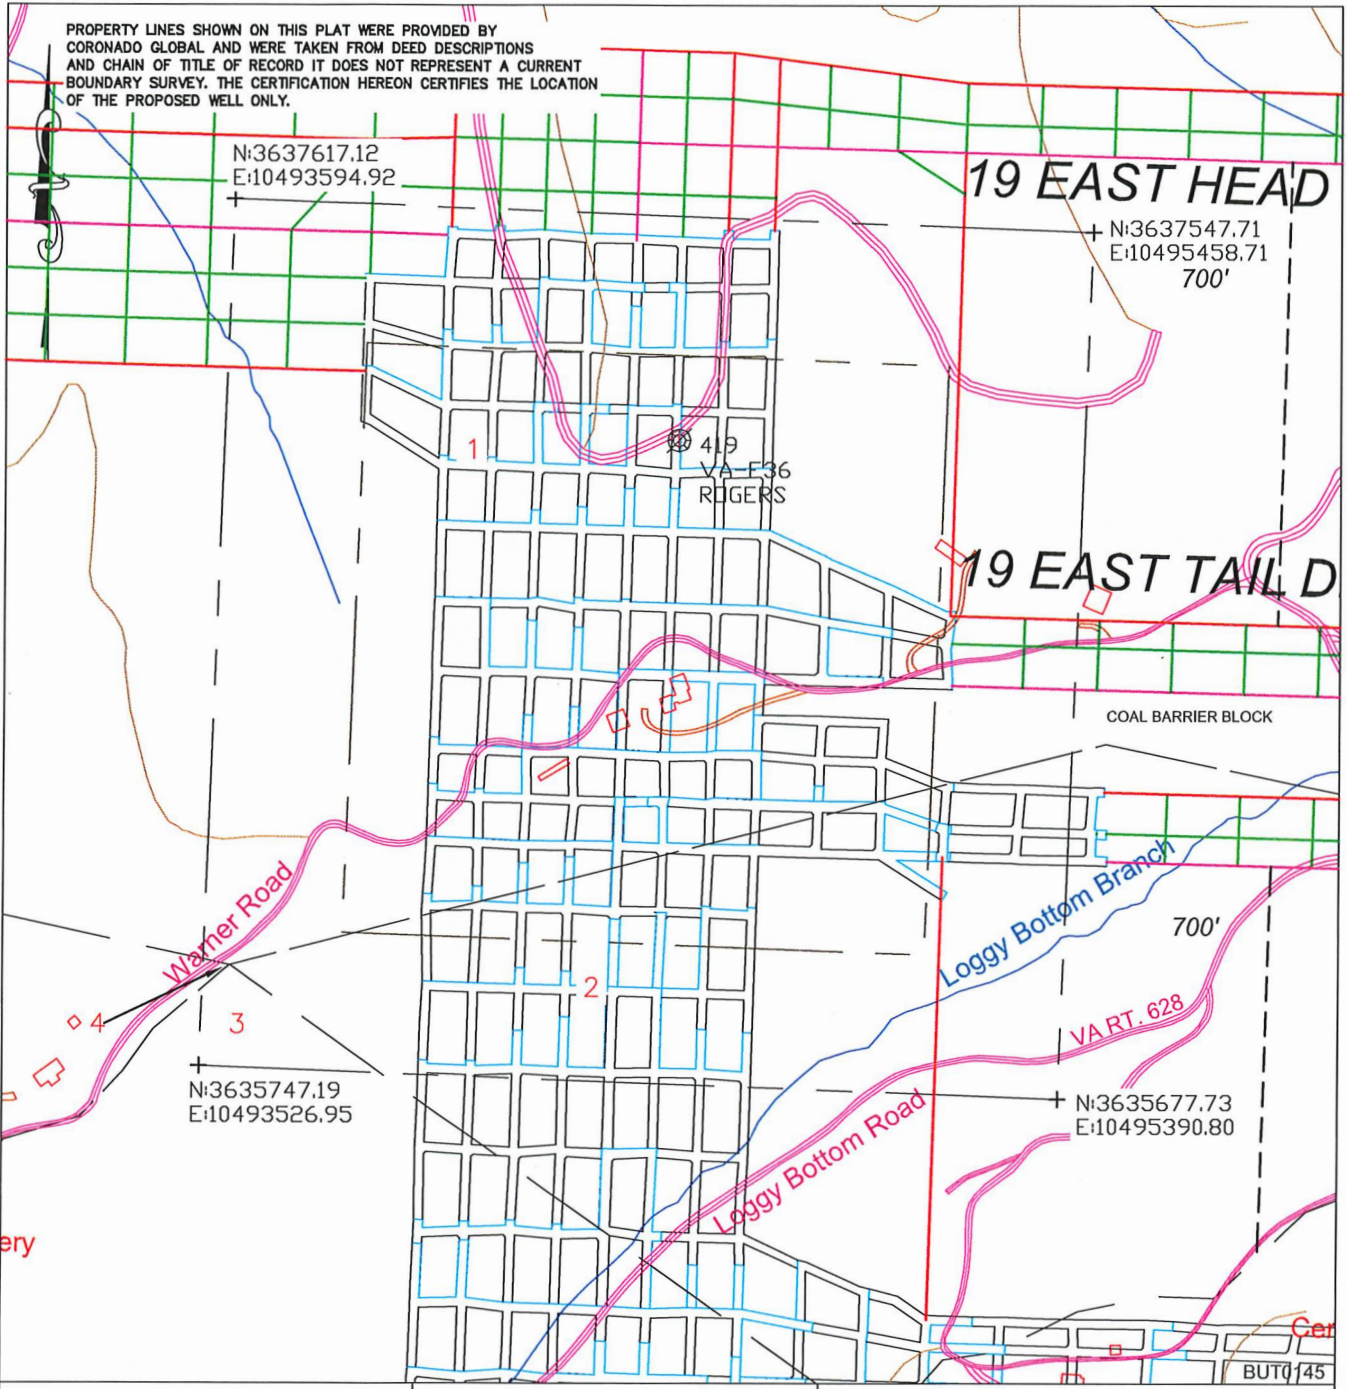 PROPERTY LINES SHOWN ON THIS PLAT WERE PROVIDED BY
CORONADO GLOBAL AND WERE TAKEN FROM DEED DESCRIPTIONS
AND CHAIN OF TITLE OF RECORD IT DOES NOT REPRESENT A CURRENT
BOUNDARY SURVEY. THE CERTIFICATION HEREON CERTIFIES THE LOCATION
OF THE PROPOSED WELL ONLY.
N:3637617.12
E:10493594.92
19 EAST HEAD
N:3637547.71
E:10495458.71
700'
1
419
VA-F36
ROGERS
19 EAST TAIL D
COAL BARRIER BLOCK
Warner Road
Loggy Bottom Branch
700'
2
4
3
VA RT. 628
N:3635747.19
E:10493526.95
N:3635677.73
E:10495390.80
Loggy Bottom Road
ery
Cer
BUT0145